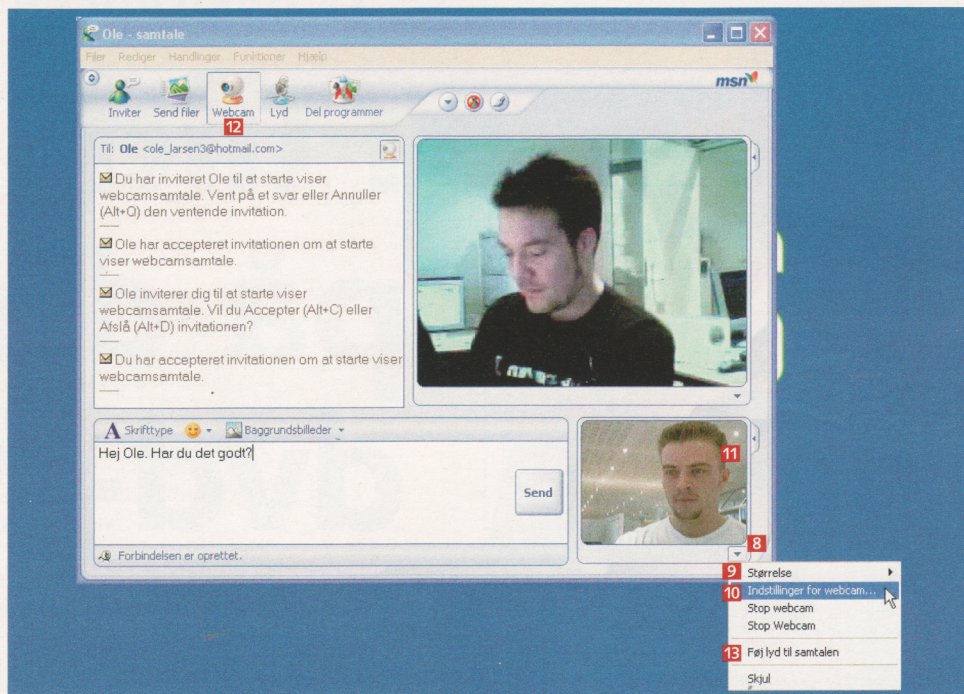 Ole - samtale
Filer Rediger Handlinger Funktioner Hjælp
msn
Inviter Send filer Webcam Lyd Del programmer
12
Til: Ole <ole_larsen3@hotmail.com>
Du har inviteret Ole til at starte viser
webcamsamtale. Vent på et svar eller Annuller
(Alt+Q) den ventende invitation.
Ole har accepteret invitationen om at starte
viser webcamsamtale.
Ole inviterer dig til at starte viser
webcamsamtale. Vil du Accepter (Alt+C) eller
Afslå (Alt+D) invitationen?
Du har accepteret invitationen om at starte viser
webcamsamtale.
A Skrifttype Baggrundsbilleder
Hej Ole. Har du det godt?
Send
Forbindelsen er oprettet.
11
8
9 Størrelse
10 Indstillinger for webcam...
Stop webcam
Stop Webcam
13 Føj lyd til samtalen
Skjul